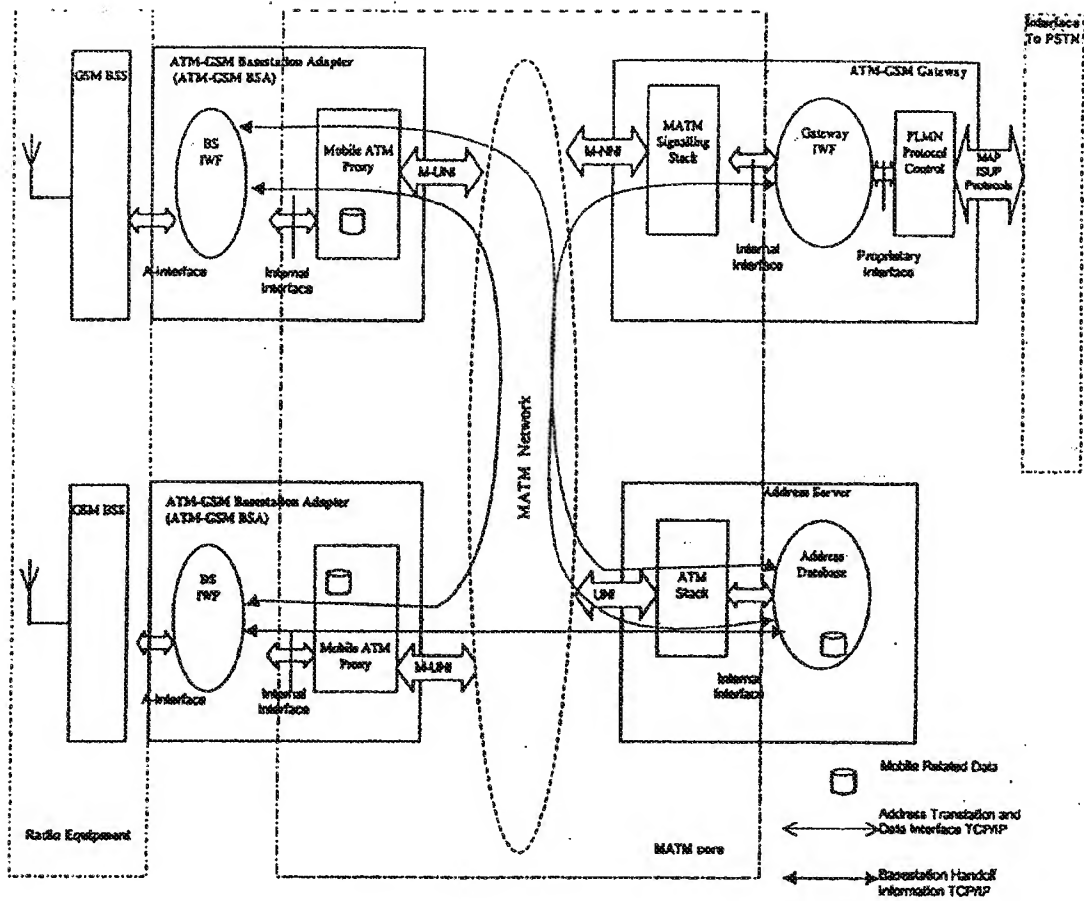 Interface
To PSTN
ATM-GSM Basestation Adapter
(ATM-GSM BSA)
GSM BSS
BS
IWF
Mobile ATM
Proxy
M-UNI
A-Interface
Internal
Interface
ATM-GSM Gateway
M-NNI
MATM
Signalling
Stack
Gateway
IWF
PLMN
Protocol
Control
MAP
ISUP
Protocols
Internal
Interface
Proprietary
Interface
MATM Network
ATM-GSM Basestation Adapter
(ATM-GSM BSA)
GSM BSS
BS
IWF
Mobile ATM
Proxy
M-UNI
A-Interface
Internal
Interface
Address Server
UNI
ATM
Stack
Address
Database
Internal
Interface
Radio Equipment
MATM core
Mobile Related Data
Address Translation and
Data Interface TCP/IP
Basestation Handoff
Information TCP/IP